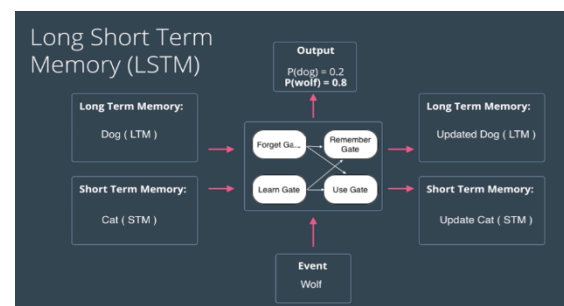 Long Short Term
Memory (LSTM)
Output
P(dog) = 0.2
P(wolf) = 0.8
Long Term Memory:
Dog ( LTM )
Forget Ga...
Remember
Gate
Long Term Memory:
Updated Dog ( LTM )
Short Term Memory:
Cat ( STM )
Learn Gate
Use Gate
Short Term Memory:
Update Cat ( STM )
Event
Wolf